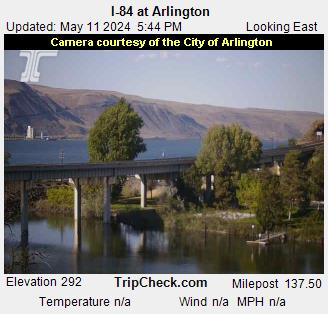 I-84 at Arlington
Updated: May 11 2024 5:44 PM Looking East
Camera courtesy of the City of Arlington
Elevation 292 TripCheck.com Milepost 137.50
Temperature n/a Wind n/a MPH n/a